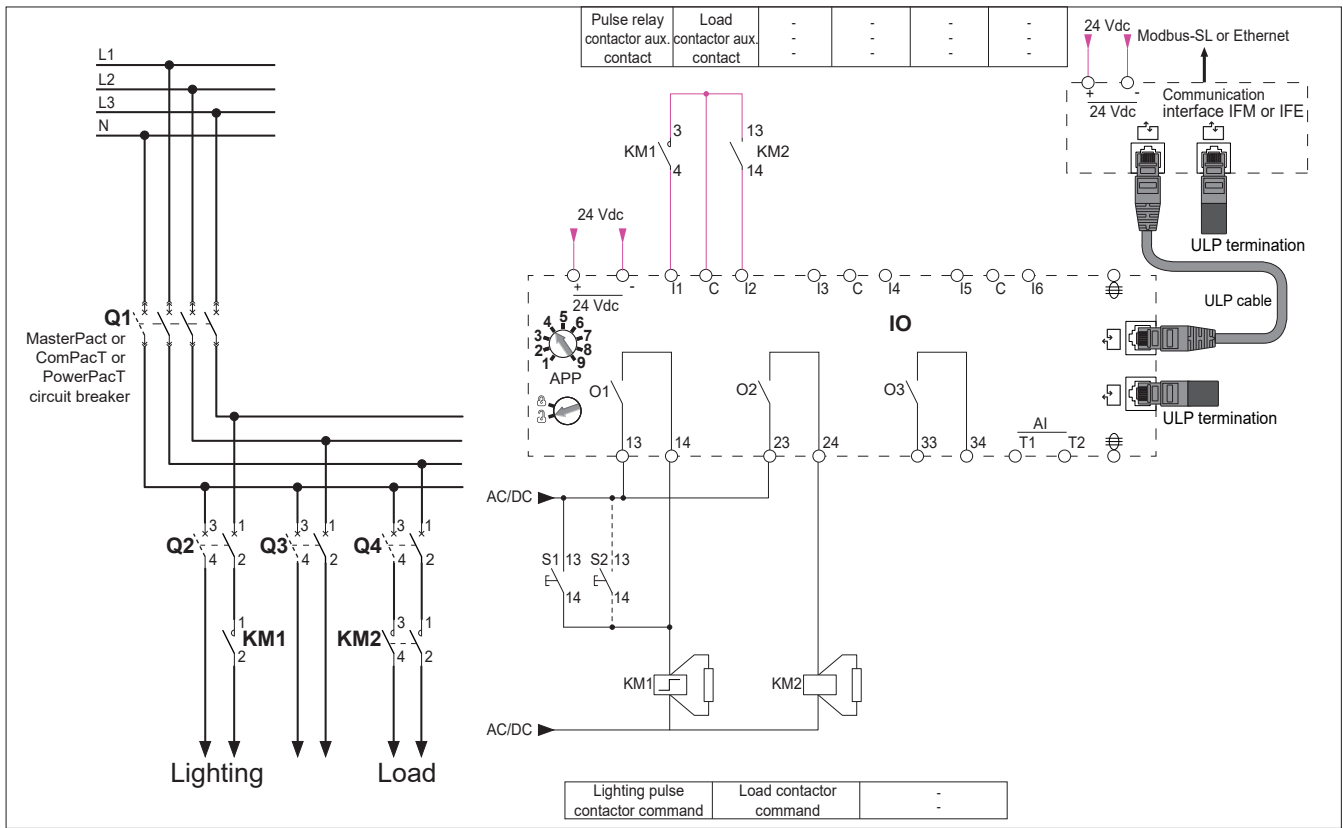 Pulse relay contactor aux. contact
Load contactor aux. contact
-
-
-
-
-
-
-
-
-
-
-
-
24 Vdc
Modbus-SL or Ethernet
+
-
24 Vdc
Communication
interface IFM or IFE
ULP termination
ULP cable
L1
L2
L3
N
3
KM1
4
13
KM2
14
24 Vdc
+
-
24 Vdc
I1
C
I2
I3
C
I4
I5
C
I6
IO
Q1
MasterPact or
ComPacT or
PowerPacT
circuit breaker
1
2
3
4
5
6
7
8
9
APP
O1
O2
O3
AI
T1
T2
13
14
23
24
33
34
ULP termination
AC/DC
Q2
3
4
1
2
Q3
3
4
1
2
Q4
3
4
1
2
S1
13
14
S2
13
14
1
KM1
2
KM2
3
4
1
2
KM1
KM2
AC/DC
Lighting
Load
Lighting pulse contactor command
Load contactor command
-
-